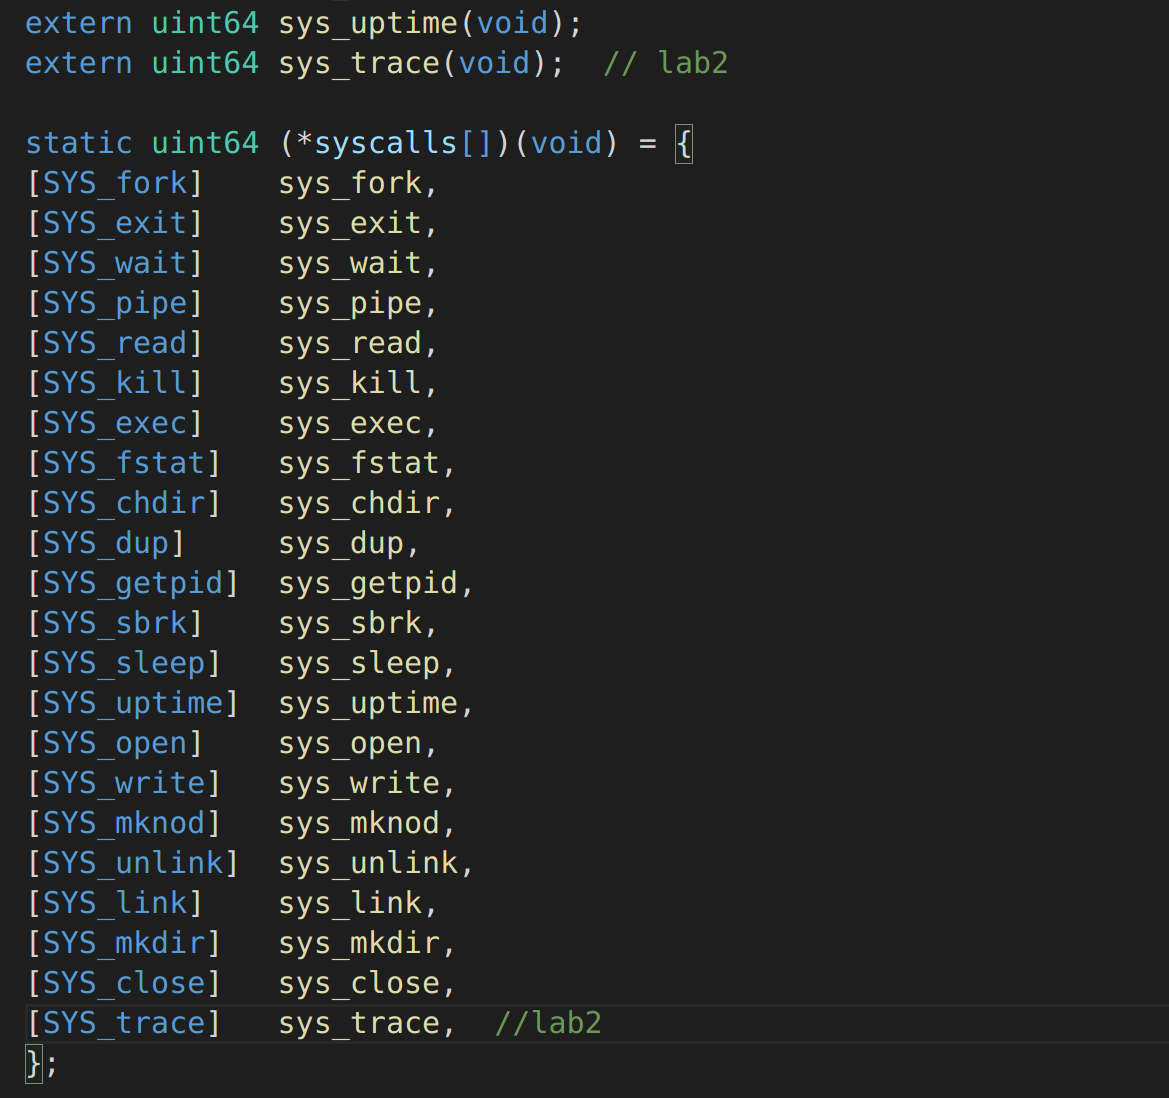 extern uint64 sys_uptime(void);
extern uint64 sys_trace(void);  // lab2
static uint64 (*syscalls[])(void) = {
[SYS_fork]    sys_fork,
[SYS_exit]    sys_exit,
[SYS_wait]    sys_wait,
[SYS_pipe]    sys_pipe,
[SYS_read]    sys_read,
[SYS_kill]    sys_kill,
[SYS_exec]    sys_exec,
[SYS_fstat]   sys_fstat,
[SYS_chdir]   sys_chdir,
[SYS_dup]     sys_dup,
[SYS_getpid]  sys_getpid,
[SYS_sbrk]    sys_sbrk,
[SYS_sleep]   sys_sleep,
[SYS_uptime]  sys_uptime,
[SYS_open]    sys_open,
[SYS_write]   sys_write,
[SYS_mknod]   sys_mknod,
[SYS_unlink]  sys_unlink,
[SYS_link]    sys_link,
[SYS_mkdir]   sys_mkdir,
[SYS_close]   sys_close,
[SYS_trace]   sys_trace,  //lab2
};